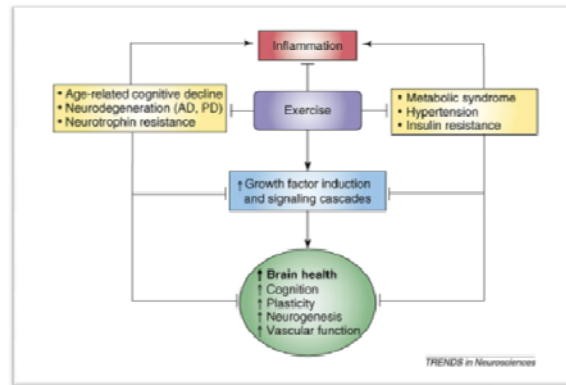 Inflammation
• Age-related cognitive decline
• Neurodegeneration (AD, PD)
• Neurotrophin resistance
Exercise
• Metabolic syndrome
• Hypertension
• Insulin resistance
↑ Growth factor induction
and signaling cascades
↑ Brain health
↑ Cognition
↑ Plasticity
↑ Neurogenesis
↑ Vascular function
TRENDS in Neurosciences